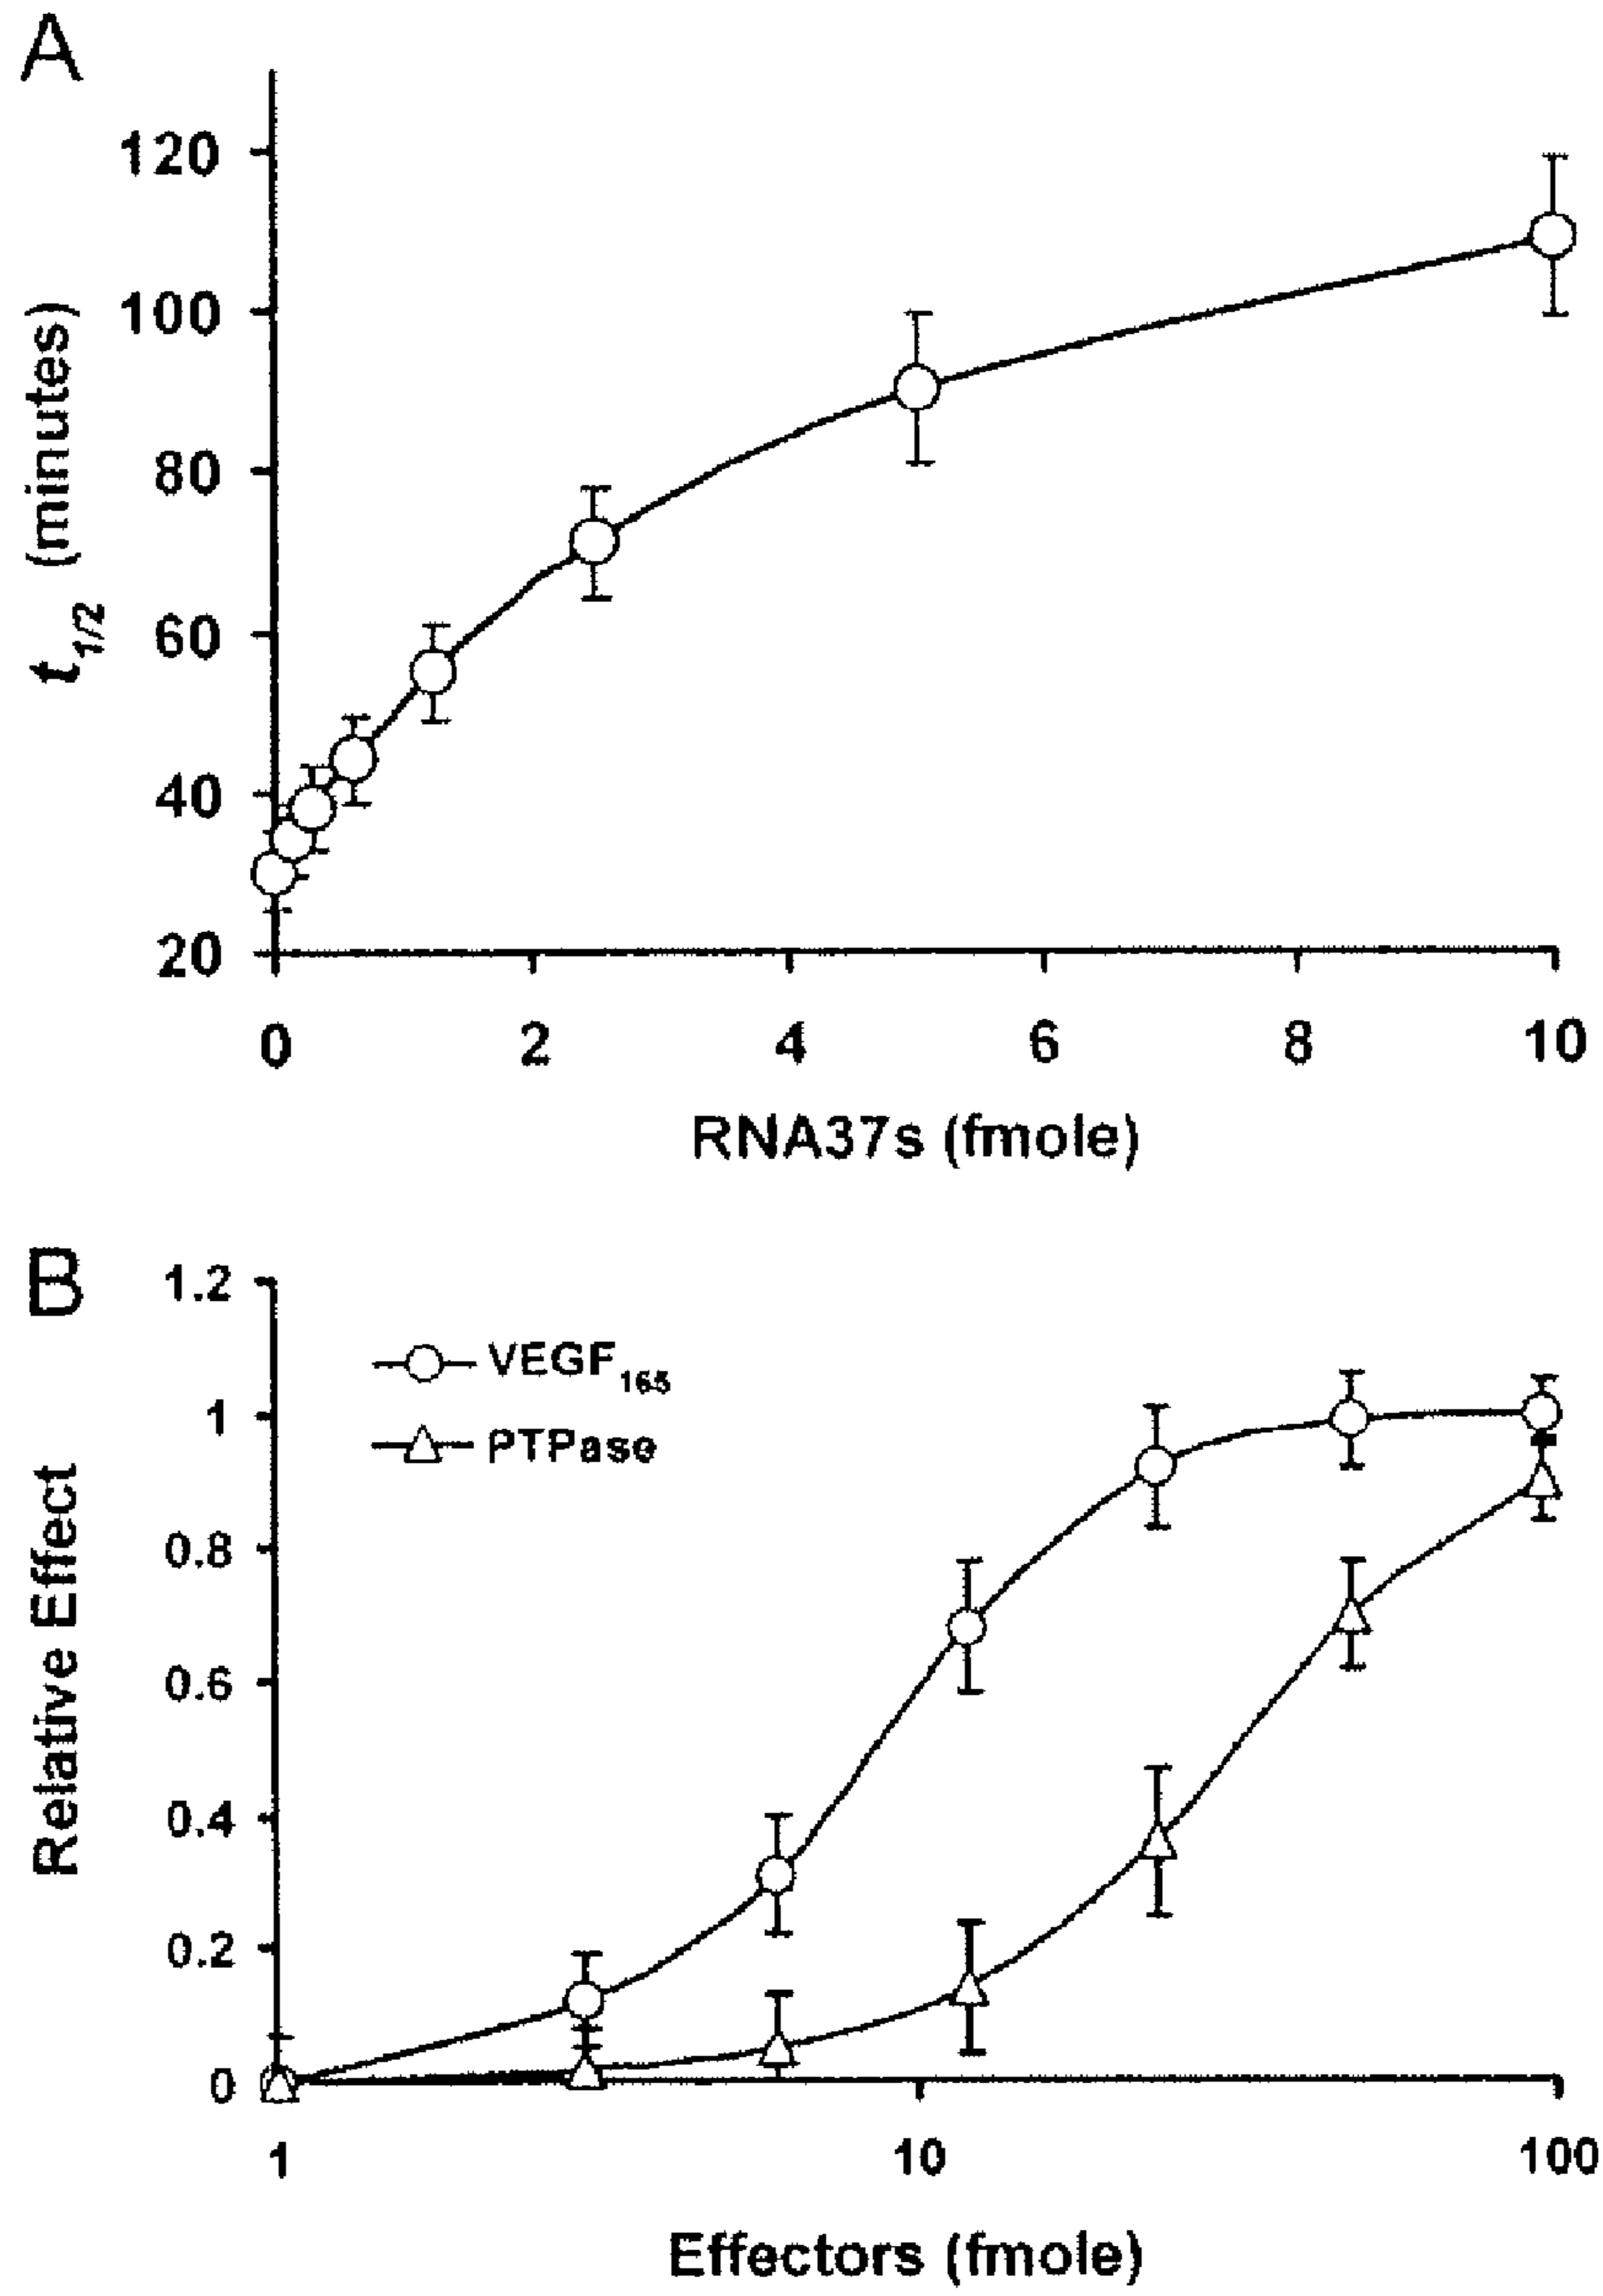 A
120
100
80
60
40
20
t1/2 (minutes)
0 2 4 6 8 10
RNA37s (fmole)
B
1.2
1
0.8
0.6
0.4
0.2
0
Relative Effect
VEGF165
PTPase
1 10 100
Effectors (fmole)